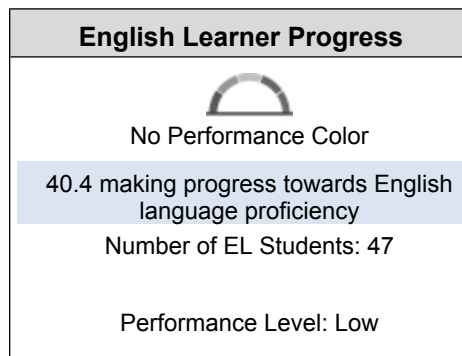 English Learner Progress
No Performance Color
40.4 making progress towards English
language proficiency
Number of EL Students: 47
Performance Level: Low